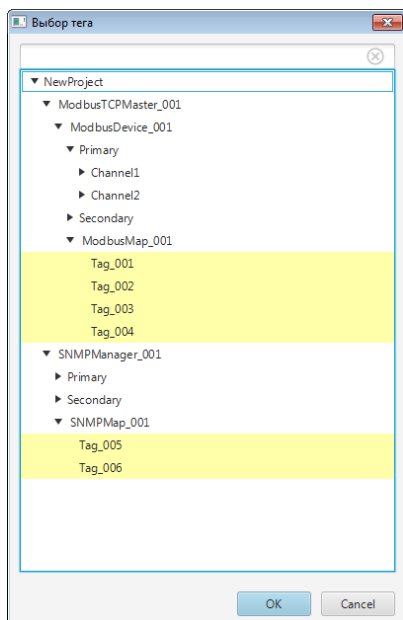 Выбор тега
NewProject
ModbusTCPMaster_001
ModbusDevice_001
Primary
Channel1
Channel2
Secondary
ModbusMap_001
Tag_001
Tag_002
Tag_003
Tag_004
SNMPManager_001
Primary
Secondary
SNMPMap_001
Tag_005
Tag_006
OK
Cancel